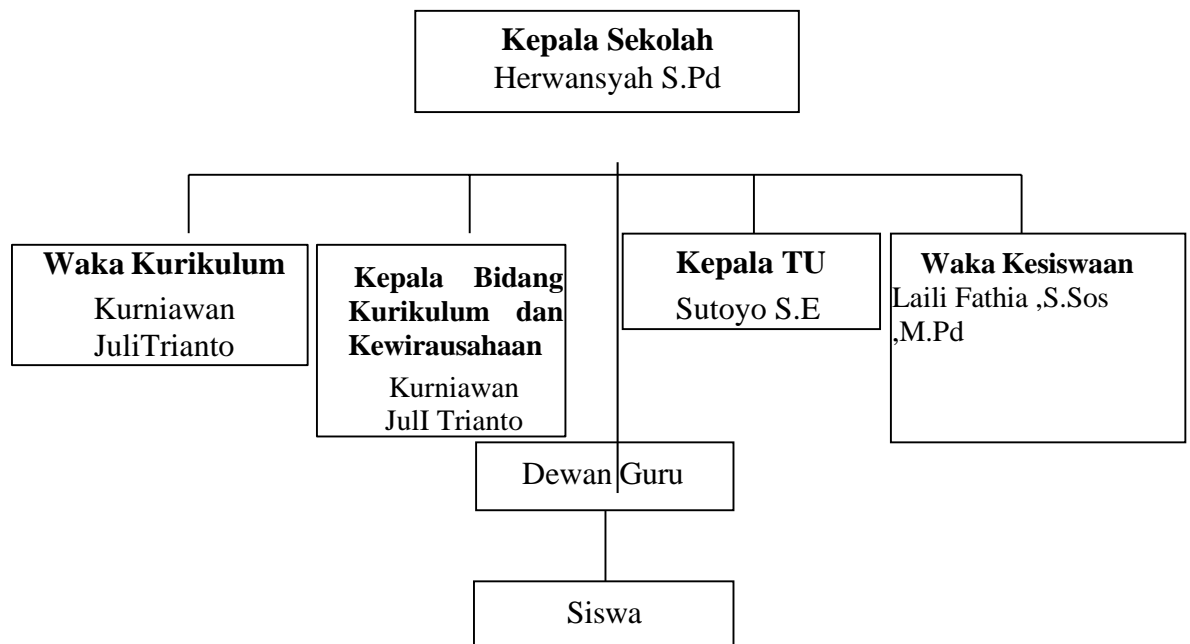 Kepala Sekolah
Herwansyah S.Pd
Waka Kurikulum
Kurniawan
JuliTrianto
Kepala Bidang
Kurikulum dan
Kewirausahaan
Kurniawan
JulI Trianto
Kepala TU
Sutoyo S.E
Waka Kesiswaan
Laili Fathia ,S.Sos
,M.Pd
Dewan Guru
Siswa